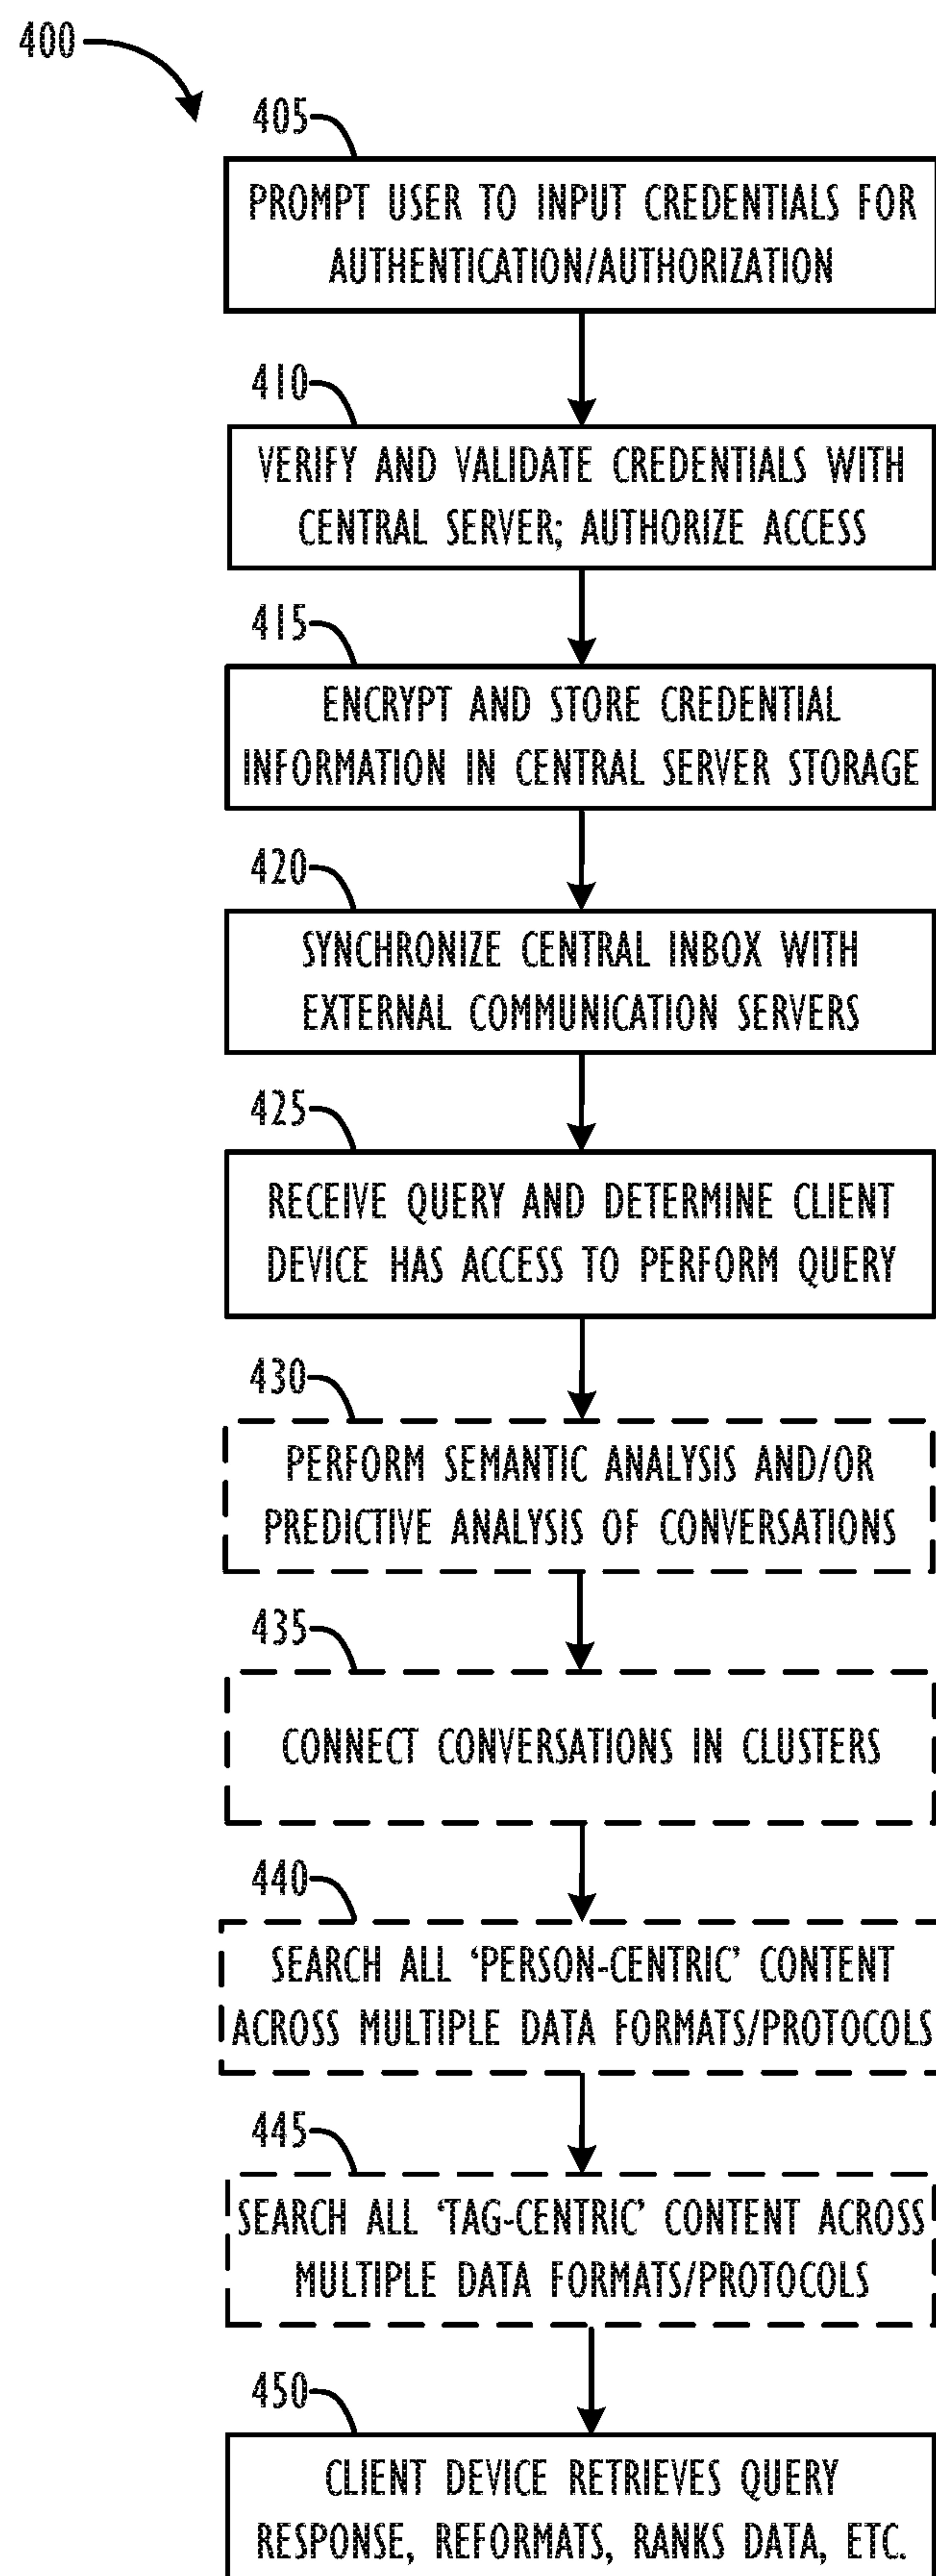 400
405
PROMPT USER TO INPUT CREDENTIALS FOR
AUTHENTICATION/AUTHORIZATION
410
VERIFY AND VALIDATE CREDENTIALS WITH
CENTRAL SERVER; AUTHORIZE ACCESS
415
ENCRYPT AND STORE CREDENTIAL
INFORMATION IN CENTRAL SERVER STORAGE
420
SYNCHRONIZE CENTRAL INBOX WITH
EXTERNAL COMMUNICATION SERVERS
425
RECEIVE QUERY AND DETERMINE CLIENT
DEVICE HAS ACCESS TO PERFORM QUERY
430
PERFORM SEMANTIC ANALYSIS AND/OR
PREDICTIVE ANALYSIS OF CONVERSATIONS
435
CONNECT CONVERSATIONS IN CLUSTERS
440
SEARCH ALL ‘PERSON-CENTRIC’ CONTENT
ACROSS MULTIPLE DATA FORMATS/PROTOCOLS
445
SEARCH ALL ‘TAG-CENTRIC’ CONTENT ACROSS
MULTIPLE DATA FORMATS/PROTOCOLS
450
CLIENT DEVICE RETRIEVES QUERY
RESPONSE, REFORMATS, RANKS DATA, ETC.